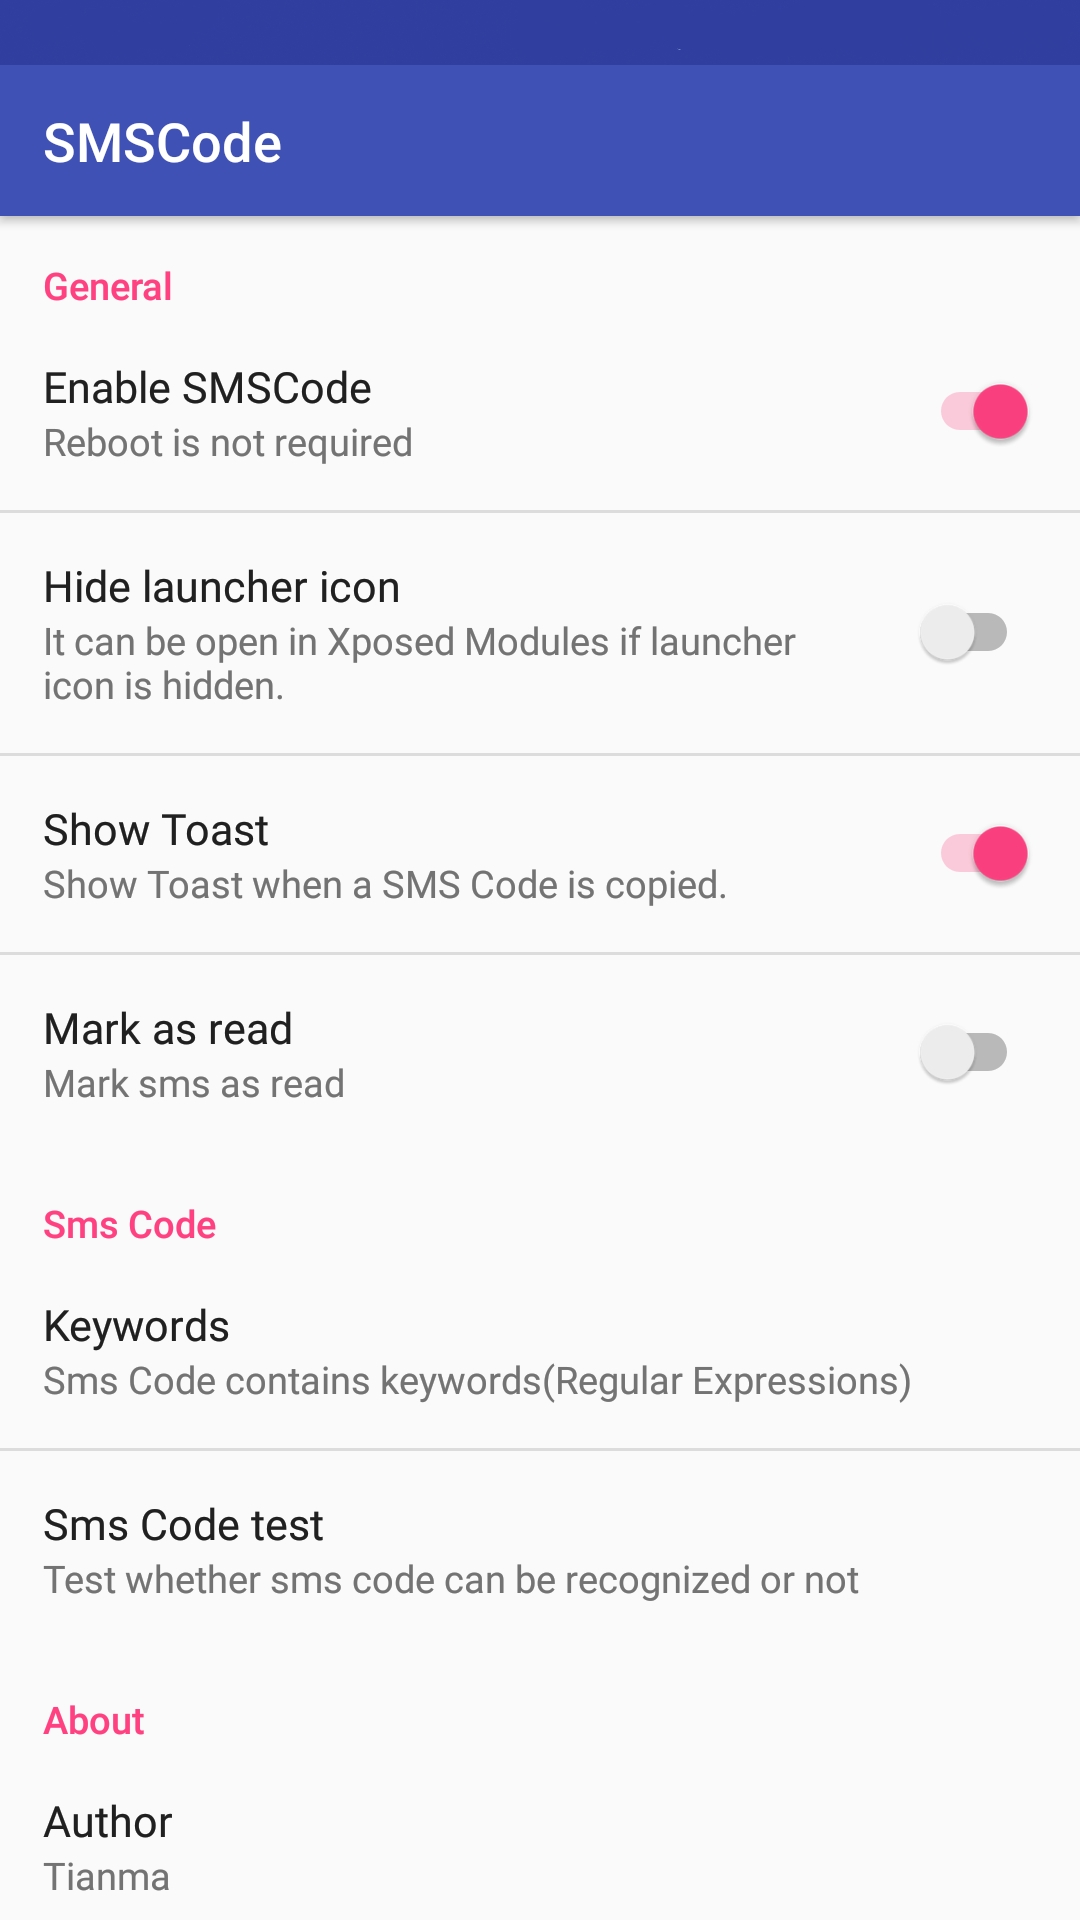 SMSCode
General
Enable SMSCode
Reboot is not required
Hide launcher icon
It can be open in Xposed Modules if launcher
icon is hidden.
Show Toast
Show Toast when a SMS Code is copied.
Mark as read
Mark sms as read
Sms Code
Keywords
Sms Code contains keywords(Regular Expressions)
Sms Code test
Test whether sms code can be recognized or not
About
Author
Tianma